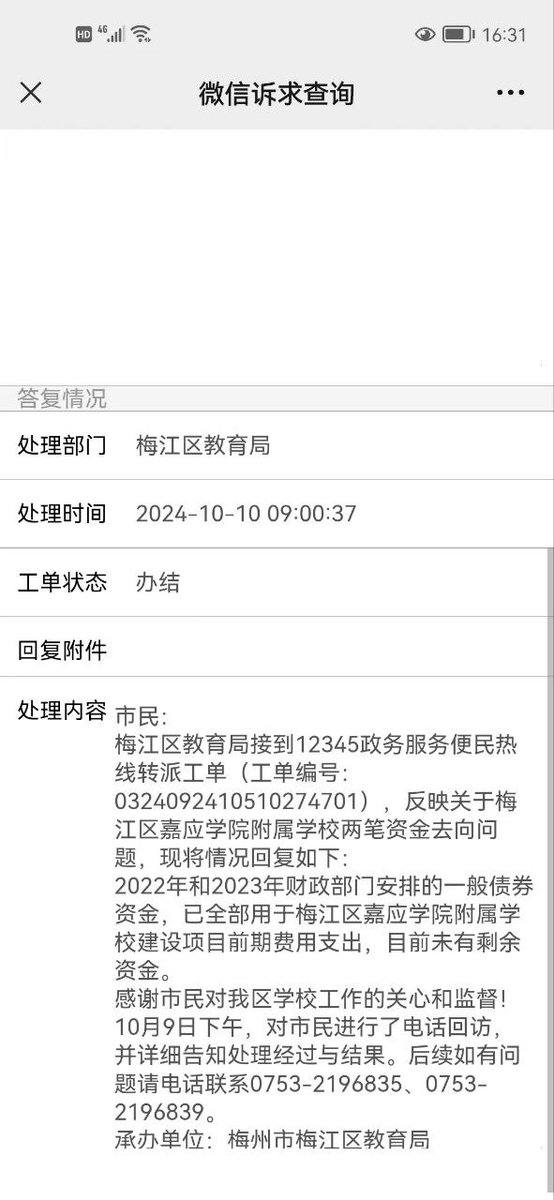 HD 4G 16:31
微信诉求查询
答复情况
处理部门 梅江区教育局
处理时间 2024-10-10 09:00:37
工单状态 办结
回复附件
处理内容 市民：
梅江区教育局接到12345政务服务便民热
线转派工单（工单编号：
0324092410510274701），反映关于梅
江区嘉应学院附属学校两笔资金去向问
题，现将情况回复如下：
2022年和2023年财政部门安排的一般债券
资金，已全部用于梅江区嘉应学院附属学
校建设项目前期费用支出，目前未有剩余
资金。
感谢市民对我区学校工作的关心和监督！
10月9日下午，对市民进行了电话回访，
并详细告知处理经过与结果。后续如有问
题请电话联系0753-2196835、0753-
2196839。
承办单位：梅州市梅江区教育局